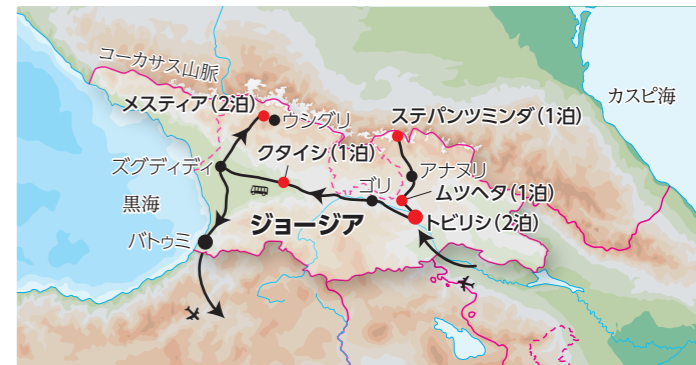 コーカサス山脈
メスティア（2泊）
ウシグリ
ステパンツミンダ（1泊）
カスピ海
クタイシ（1泊）
ズグディディ
アナヌリ
ゴリ
ムツヘタ（1泊）
黒海
ジョージア
トビリシ（2泊）
バトゥミ